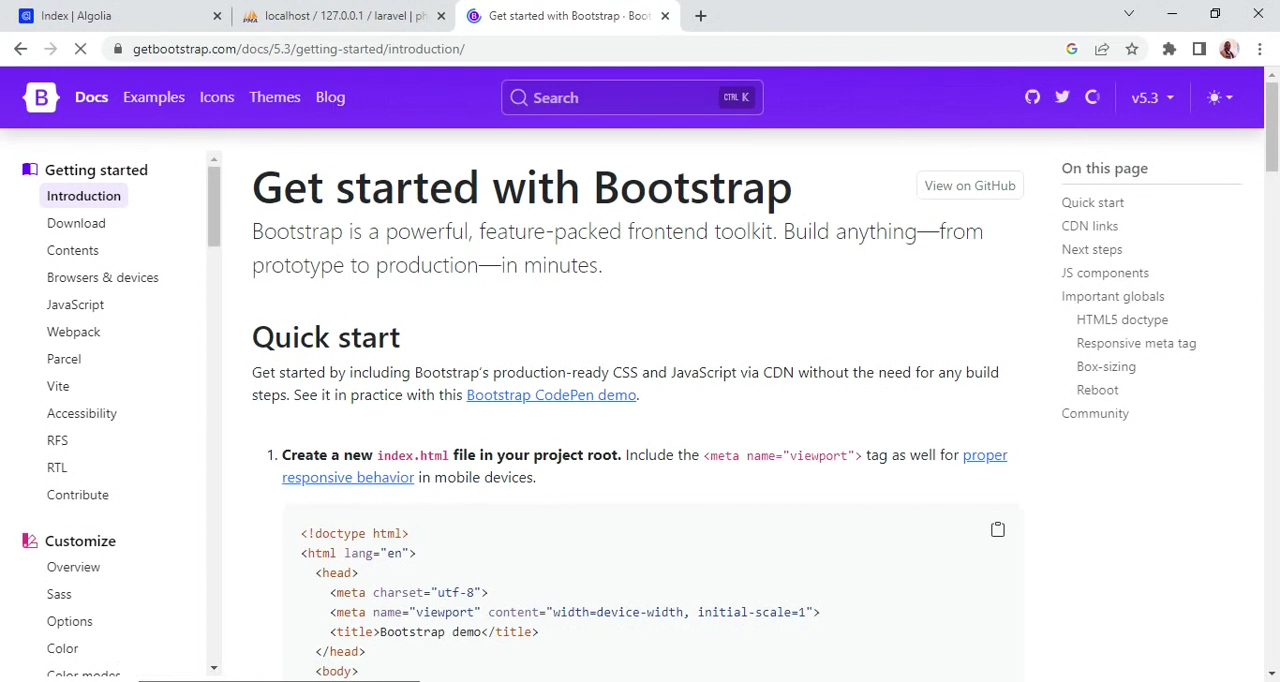 Index | Algolia
localhost / 127.0.0.1 / laravel | ph
Get started with Bootstrap · Boot
getbootstrap.com/docs/5.3/getting-started/introduction/
B
Docs
Examples
Icons
Themes
Blog
Search
CTRL K
v5.3
Getting started
Introduction
Download
Contents
Browsers & devices
JavaScript
Webpack
Parcel
Vite
Accessibility
RFS
RTL
Contribute
Customize
Overview
Sass
Options
Color
Color modes
Get started with Bootstrap
View on GitHub
Bootstrap is a powerful, feature-packed frontend toolkit. Build anything—from
prototype to production—in minutes.
Quick start
Get started by including Bootstrap's production-ready CSS and JavaScript via CDN without the need for any build
steps. See it in practice with this Bootstrap CodePen demo.
1. Create a new index.html file in your project root. Include the <meta name="viewport"> tag as well for proper
responsive behavior in mobile devices.
<!doctype html>
<html lang="en">
<head>
<meta charset="utf-8">
<meta name="viewport" content="width=device-width, initial-scale=1">
<title>Bootstrap demo</title>
</head>
<body>
On this page
Quick start
CDN links
Next steps
JS components
Important globals
HTML5 doctype
Responsive meta tag
Box-sizing
Reboot
Community